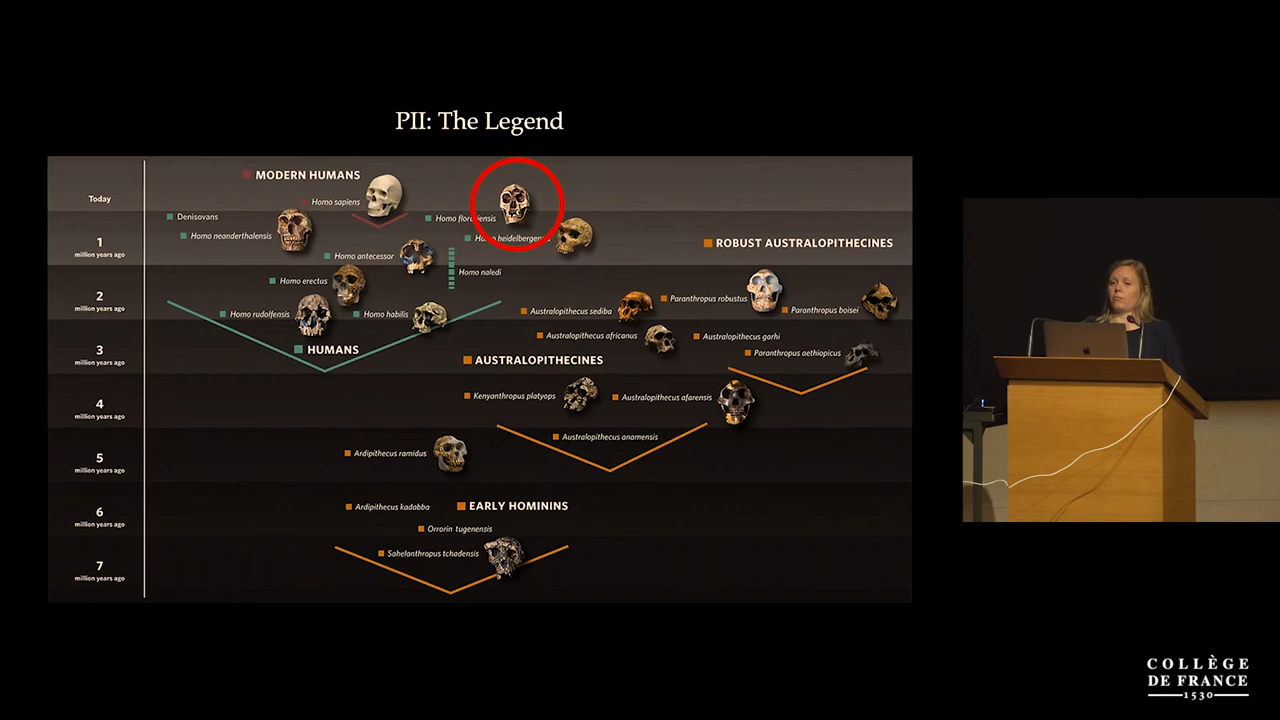 PII: The Legend
MODERN HUMANS
Today
Homo sapiens
Denisovans
Homo neanderthalensis
1
million years ago
Homo antecessor
Homo naledi
ROBUST AUSTRALOPITHECINES
2
million years ago
Homo erectus
Homo rudolfensis
Homo habilis
Australopithecus sediba
Paranthropus robustus
Paranthropus boisei
3
million years ago
HUMANS
Australopithecus africanus
Australopithecus garhi
Paranthropus aethiopicus
AUSTRALOPITHECINES
4
million years ago
Kenyanthropus platyops
Australopithecus afarensis
Australopithecus anamensis
5
million years ago
Ardipithecus ramidus
6
million years ago
Ardipithecus kadabba
EARLY HOMININS
Orrorin tugenensis
7
million years ago
Sahelanthropus tchadensis
COLLÈGE
DE FRANCE
1530